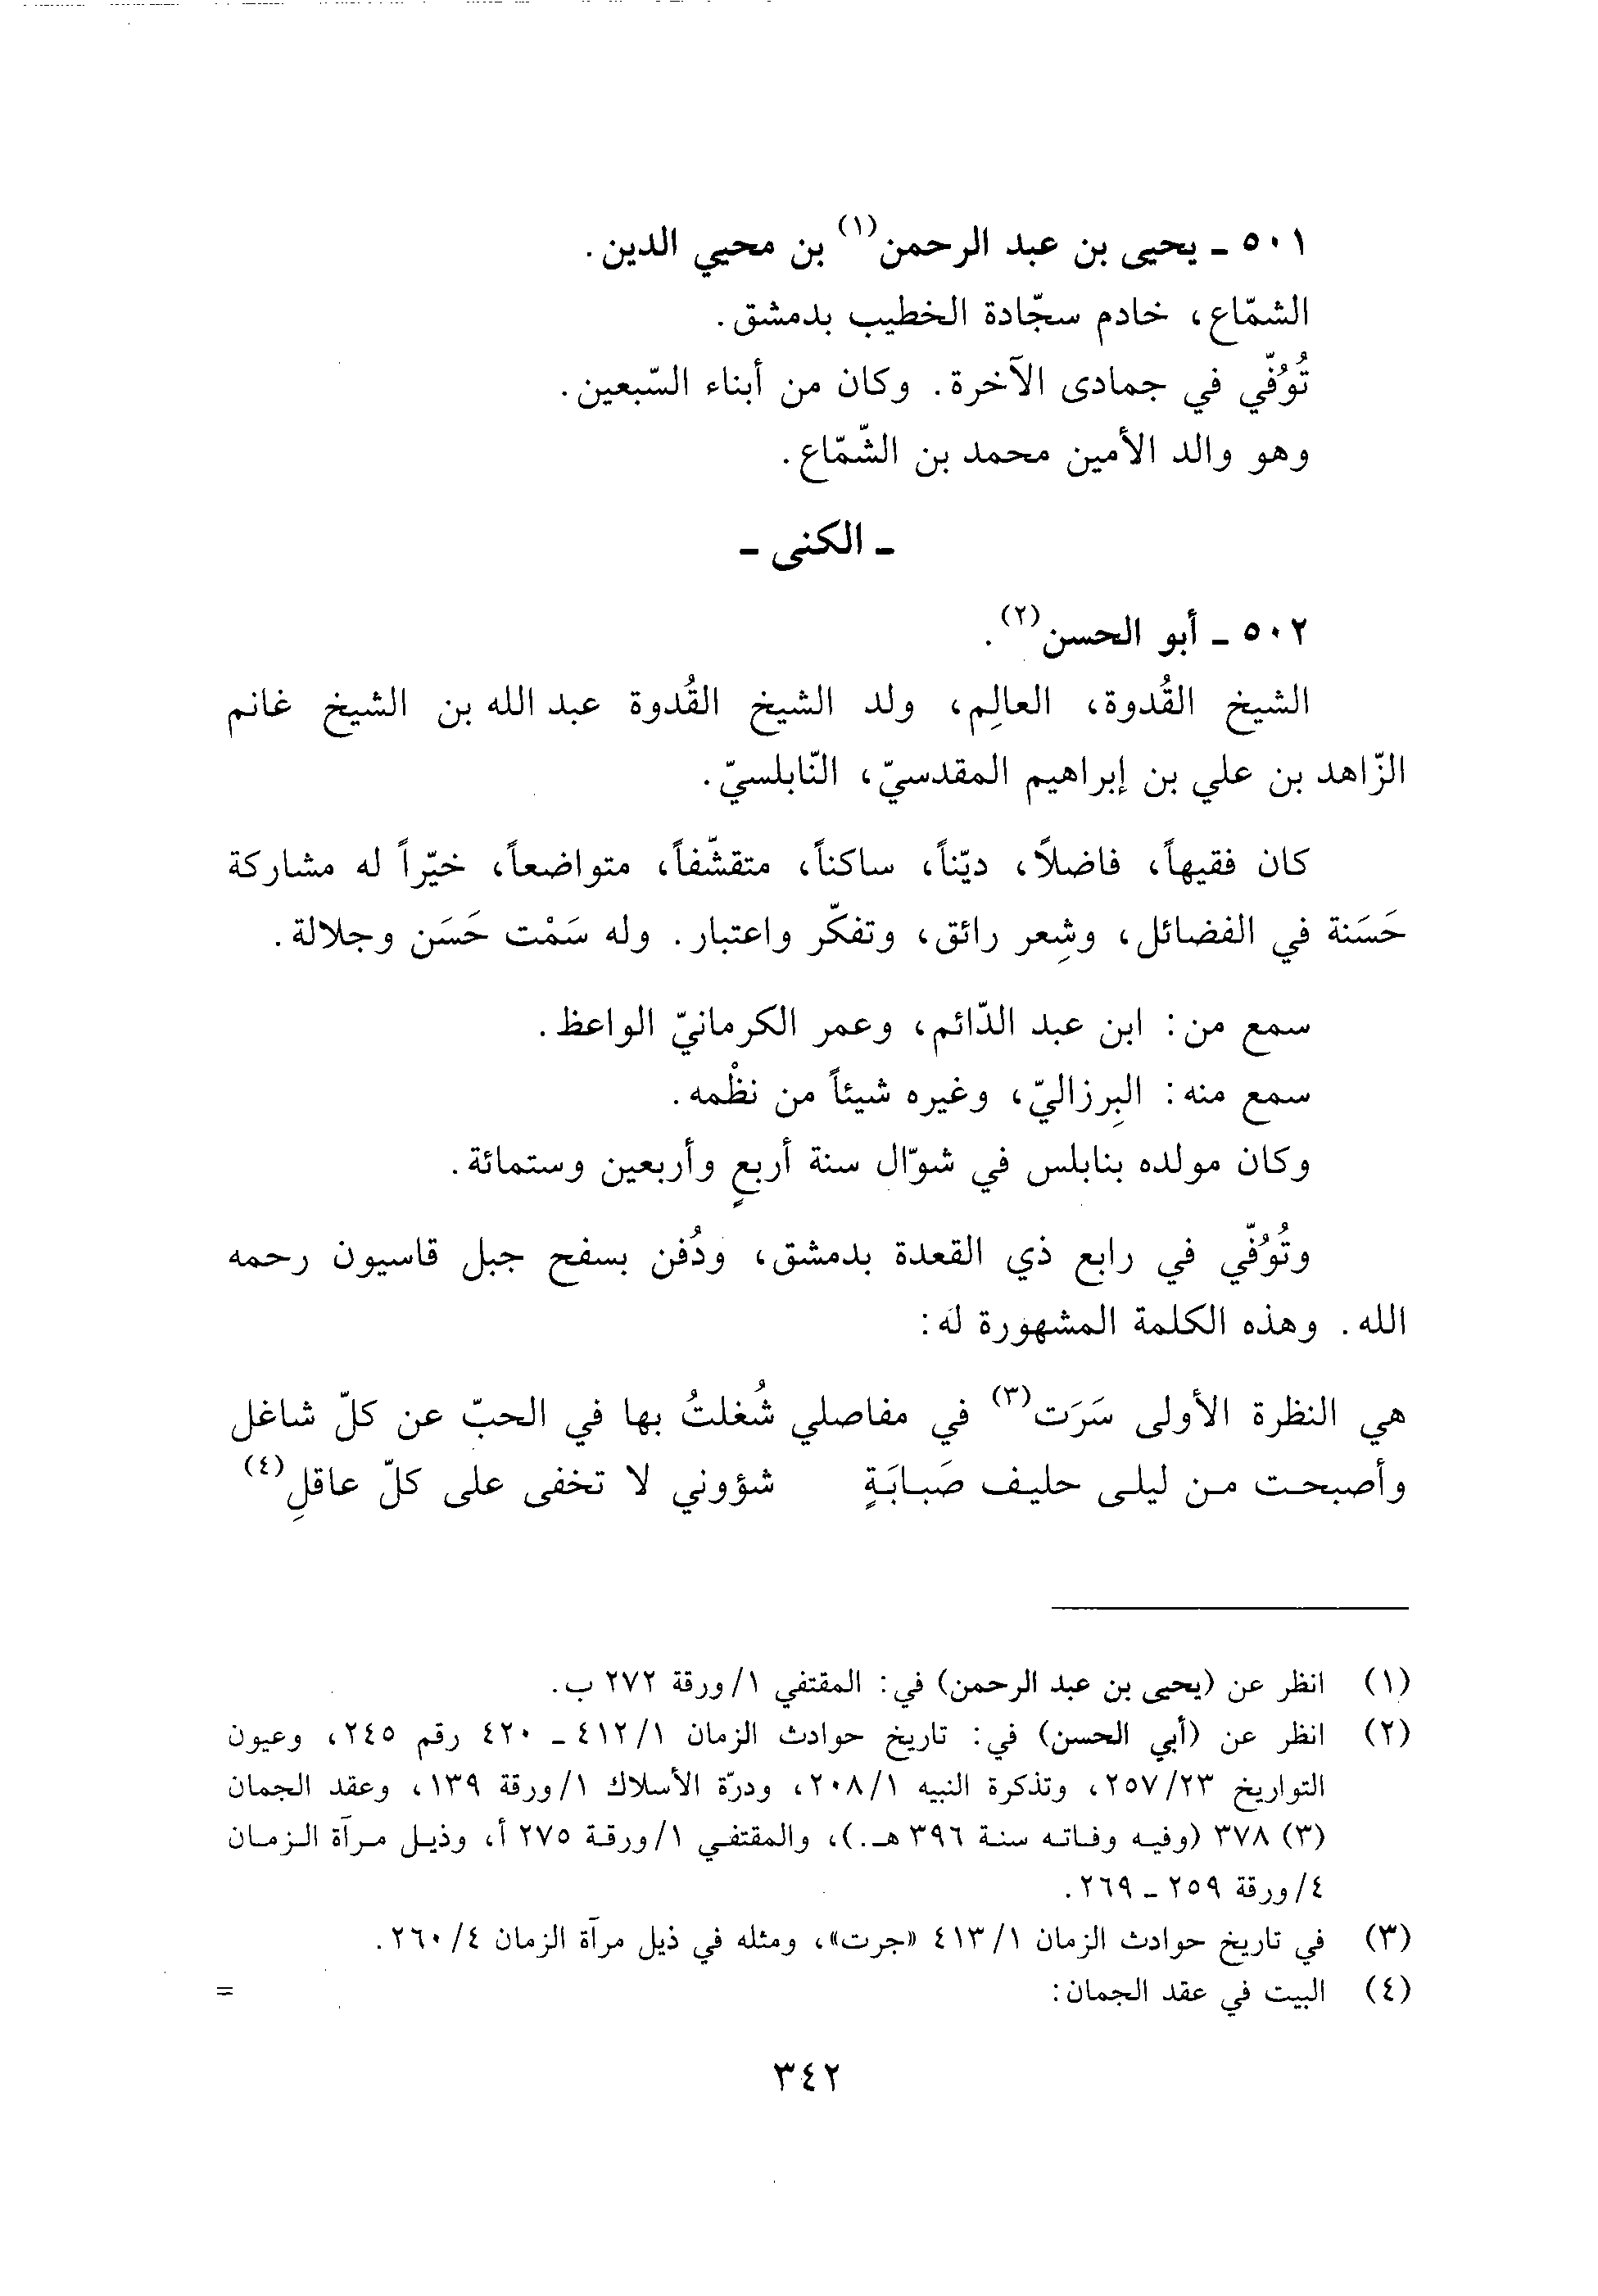 ٥٠١ ـ يحيى بن عبد الرحمن(١) بن محيي الدين.
الشمّاع، خادم سجّادة الخطيب بدمشق.
تُوُفّي في جمادى الآخرة. وكان من أبناء السّبعين.
وهو والد الأمين محمد بن الشّمّاع.
ـ الكنى ـ
٥٠٢ ـ أبو الحسن(٢).
الشيخ القُدوة، العالِم، ولد الشيخ القُدوة عبد الله بن الشيخ غانم
الزّاهد بن علي بن إبراهيم المقدسيّ، النّابلسيّ.
كان فقيهاً، فاضلاً، ديّناً، ساكناً، متقشّفاً، متواضعاً، خيّراً له مشاركة
حَسَنة في الفضائل، وشِعر رائق، وتفكّر واعتبار. وله سَمْت حَسَن وجلالة.
سمع من: ابن عبد الدّائم، وعمر الكرمانيّ الواعظ.
سمع منه: البِرزاليّ، وغيره شيئاً من نظْمه.
وكان مولده بنابلس في شوّال سنة أربعٍ وأربعين وستمائة.
وتُوُفّي في رابع ذي القعدة بدمشق، ودُفن بسفح جبل قاسيون رحمه
الله. وهذه الكلمة المشهورة له:
هي النظرة الأولى سَرَت(٣) في مفاصلي شُغلتُ بها في الحبّ عن كلّ شاغل
وأصبحت من ليلى حليف صَبابَةٍ شؤوني لا تخفى على كلّ عاقلِ(٤)
(١) انظر عن (يحيى بن عبد الرحمن) في: المقتفي ١/ورقة ٢٧٢ ب.
(٢) انظر عن (أبي الحسن) في: تاريخ حوادث الزمان ١/٤١٢ ـ ٤٢٠ رقم ٢٤٥، وعيون
التواريخ ٢٥٧/٢٣، وتذكرة النبيه ٢٠٨/١، ودرّة الأسلاك ١/ورقة ١٣٩، وعقد الجمان
(٣) ٣٧٨ (وفيه وفاته سنة ٣٩٦ هـ.)، والمقتفي ١/ورقة ٢٧٥ أ، وذيل مرآة الزمان
٤/ورقة ٢٥٩ ـ ٢٦٩.
(٣) في تاريخ حوادث الزمان ٤١٣/١ «جرت»، ومثله في ذيل مرآة الزمان ٢٦٠/٤.
(٤) البيت في عقد الجمان: =
٣٤٢